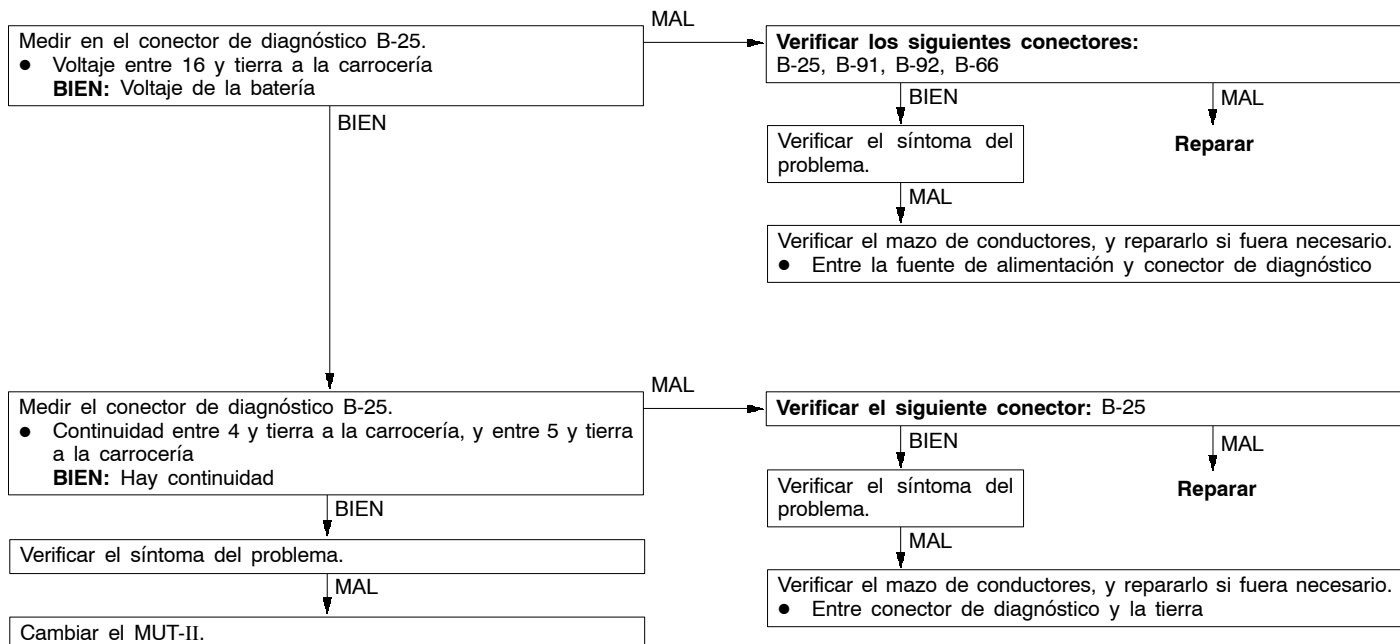 MAL
Medir en el conector de diagnóstico B-25.
● Voltaje entre 16 y tierra a la carrocería
BIEN: Voltaje de la batería
Verificar los siguientes conectores:
B-25, B-91, B-92, B-66
BIEN
BIEN
MAL
Verificar el síntoma del
problema.
Reparar
MAL
Verificar el mazo de conductores, y repararlo si fuera necesario.
● Entre la fuente de alimentación y conector de diagnóstico
MAL
Medir el conector de diagnóstico B-25.
● Continuidad entre 4 y tierra a la carrocería, y entre 5 y tierra
a la carrocería
BIEN: Hay continuidad
Verificar el siguiente conector: B-25
BIEN
MAL
Verificar el síntoma del
problema.
Reparar
BIEN
Verificar el síntoma del problema.
MAL
Verificar el mazo de conductores, y repararlo si fuera necesario.
● Entre conector de diagnóstico y la tierra
MAL
Cambiar el MUT-II.